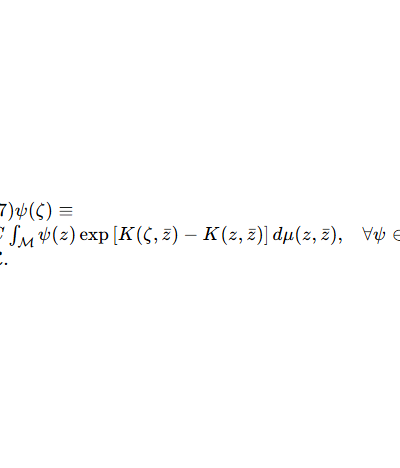 7)ψ(ζ) ≡
∫_M ψ(z) exp [K(ζ, z̄) − K(z, z̄)] dμ(z, z̄), ∀ψ ∈
.